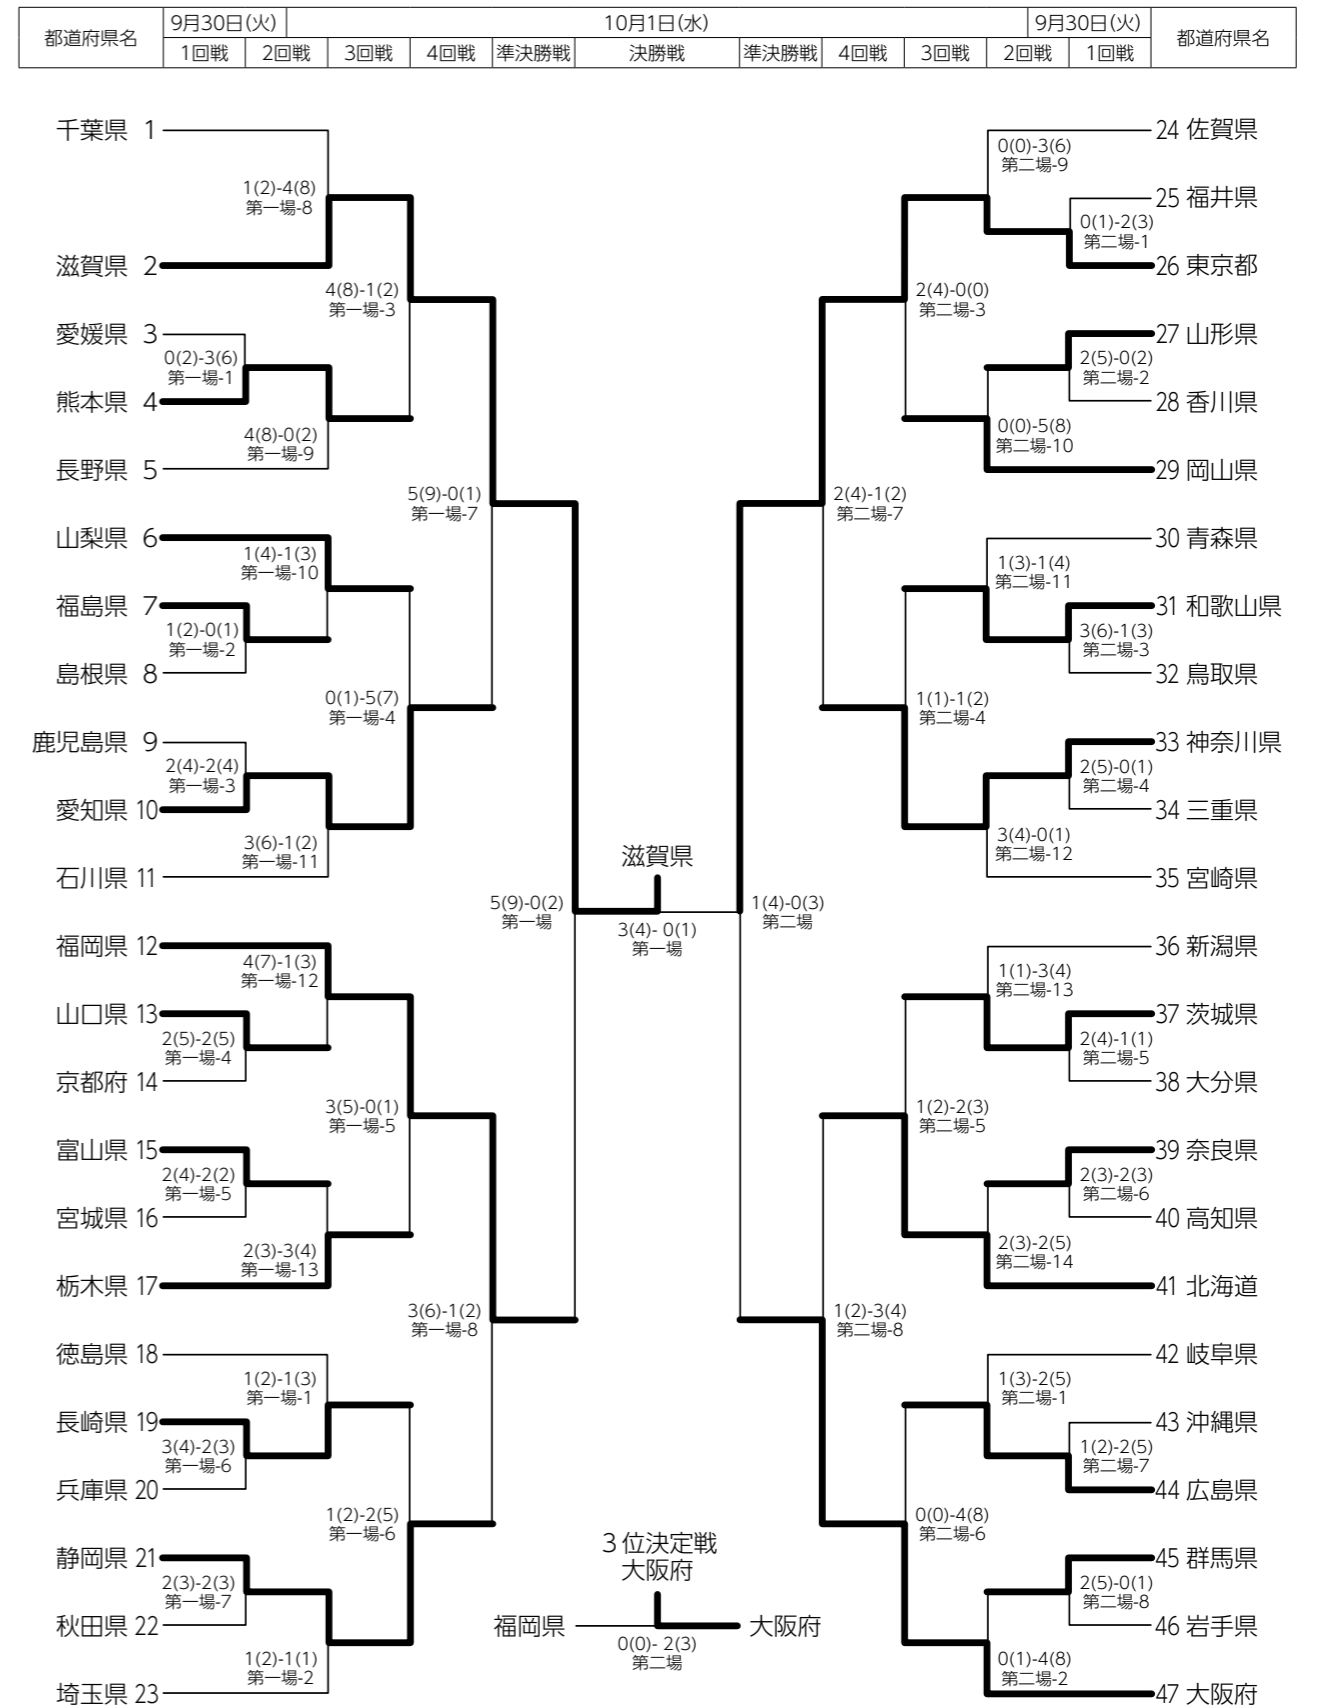 都道府県名 9月30日(火) 10月1日(水) 9月30日(火) 都道府県名
1回戦 2回戦 3回戦 4回戦 準決勝戦 決勝戦 準決勝戦 4回戦 3回戦 2回戦 1回戦
千葉県 1
1(2)-4(8)
第一場-8
滋賀県 2
4(8)-1(2)
第一場-3
愛媛県 3
0(2)-3(6)
第一場-1
熊本県 4
4(8)-0(2)
第一場-9
長野県 5
5(9)-0(1)
第一場-7
山梨県 6
1(4)-1(3)
第一場-10
福島県 7
1(2)-0(1)
第一場-2
島根県 8
0(1)-5(7)
第一場-4
鹿児島県 9
2(4)-2(4)
第一場-3
愛知県 10
3(6)-1(2)
第一場-11
石川県 11
5(9)-0(2)
第一場
福岡県 12
4(7)-1(3)
第一場-12
山口県 13
2(5)-2(5)
第一場-4
京都府 14
3(5)-0(1)
第一場-5
富山県 15
2(4)-2(2)
第一場-5
宮城県 16
2(3)-3(4)
第一場-13
栃木県 17
3(6)-1(2)
第一場-8
徳島県 18
1(2)-1(3)
第一場-1
長崎県 19
3(4)-2(3)
第一場-6
兵庫県 20
1(2)-2(5)
第一場-6
静岡県 21
2(3)-2(3)
第一場-7
秋田県 22
1(2)-1(1)
第一場-2
埼玉県 23
滋賀県
3(4)- 0(1)
第一場
3位決定戦
大阪府
福岡県 大阪府
0(0)- 2(3)
第二場
24 佐賀県
0(0)-3(6)
第二場-9
25 福井県
0(1)-2(3)
第二場-1
26 東京都
2(4)-0(0)
第二場-3
27 山形県
2(5)-0(2)
第二場-2
28 香川県
0(0)-5(8)
第二場-10
29 岡山県
2(4)-1(2)
第二場-7
30 青森県
1(3)-1(4)
第二場-11
31 和歌山県
3(6)-1(3)
第二場-3
32 鳥取県
1(1)-1(2)
第二場-4
33 神奈川県
2(5)-0(1)
第二場-4
34 三重県
3(4)-0(1)
第二場-12
35 宮崎県
1(4)-0(3)
第二場
36 新潟県
1(1)-3(4)
第二場-13
37 茨城県
2(4)-1(1)
第二場-5
38 大分県
1(2)-2(3)
第二場-5
39 奈良県
2(3)-2(3)
第二場-6
40 高知県
2(3)-2(5)
第二場-14
41 北海道
1(2)-3(4)
第二場-8
42 岐阜県
1(3)-2(5)
第二場-1
43 沖縄県
1(2)-2(5)
第二場-7
44 広島県
0(0)-4(8)
第二場-6
45 群馬県
2(5)-0(1)
第二場-8
46 岩手県
0(1)-4(8)
第二場-2
47 大阪府